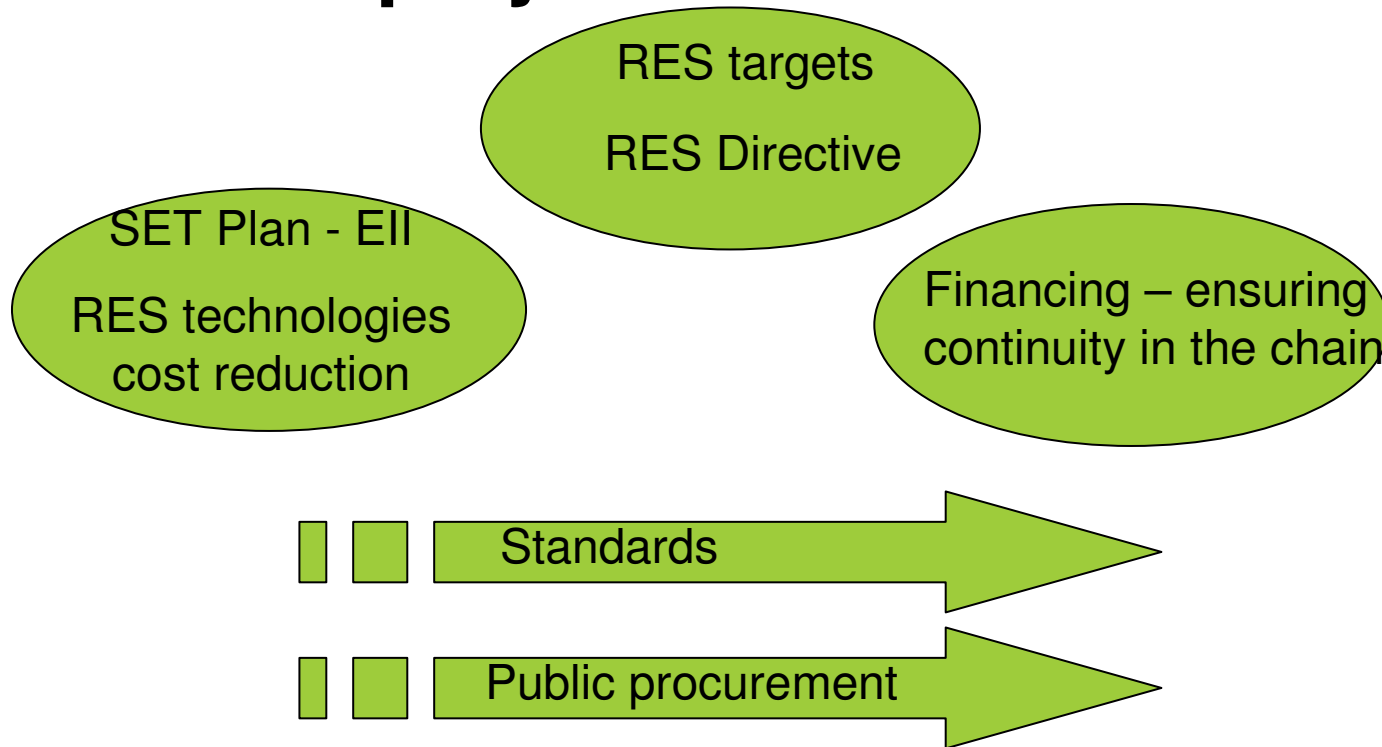 RES targets
RES Directive
SET Plan - EII
RES technologies
cost reduction
Financing – ensuring
continuity in the chain
Standards
Public procurement